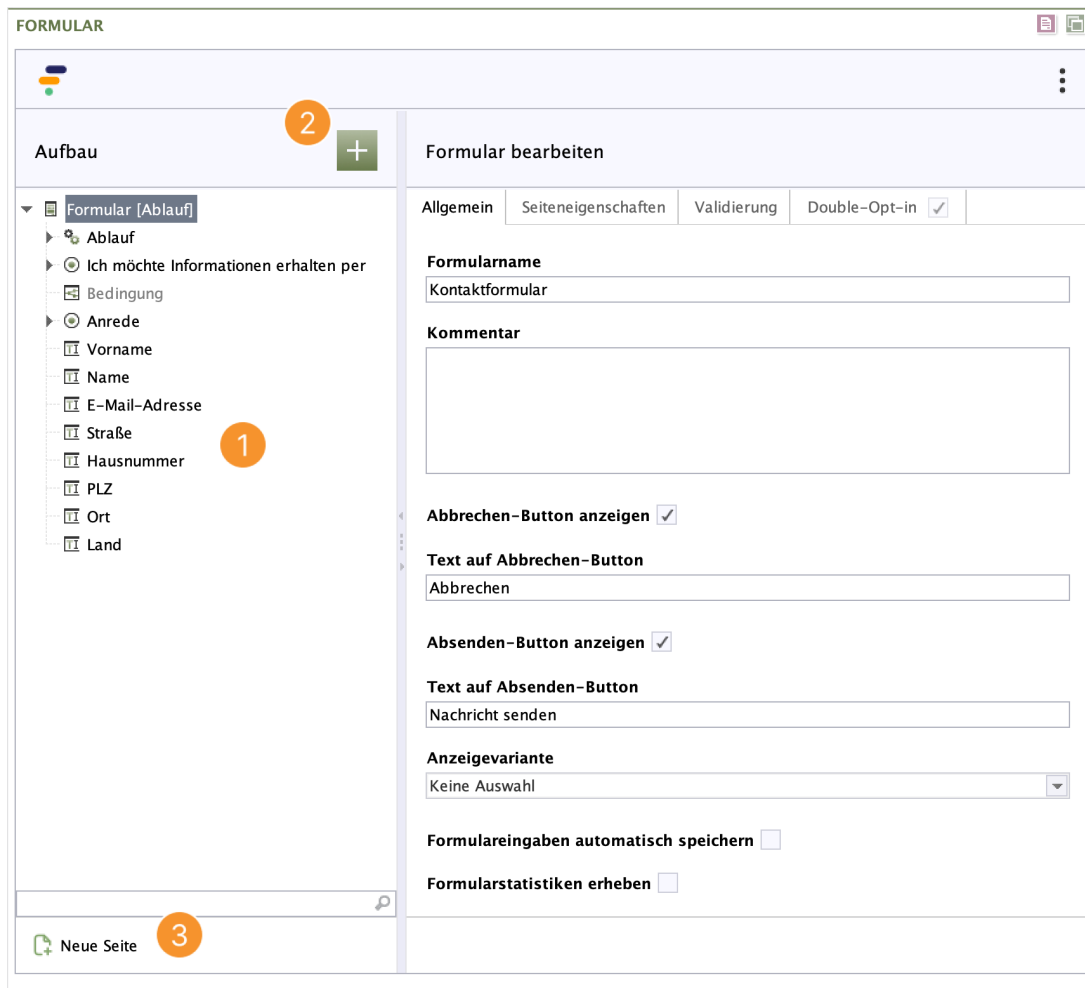 FORMULAR
2
Aufbau
Formular [Ablauf]
Ablauf
Ich möchte Informationen erhalten per
Bedingung
Anrede
Vorname
Name
E-Mail-Adresse
Straße
1
Hausnummer
PLZ
Ort
Land
3
Neue Seite
Formular bearbeiten
Allgemein Seiteneigenschaften Validierung Double-Opt-in
Formularname
Kontaktformular
Kommentar
Abbrechen-Button anzeigen
Text auf Abbrechen-Button
Abbrechen
Absenden-Button anzeigen
Text auf Absenden-Button
Nachricht senden
Anzeigevariante
Keine Auswahl
Formulareingaben automatisch speichern
Formularstatistiken erheben